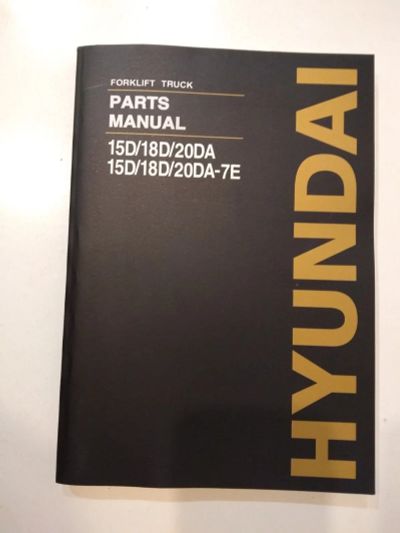 FORKLIFT TRUCK
PARTS
MANUAL
15D/18D/20DA
15D/18D/20DA-7E
HYUNDAI